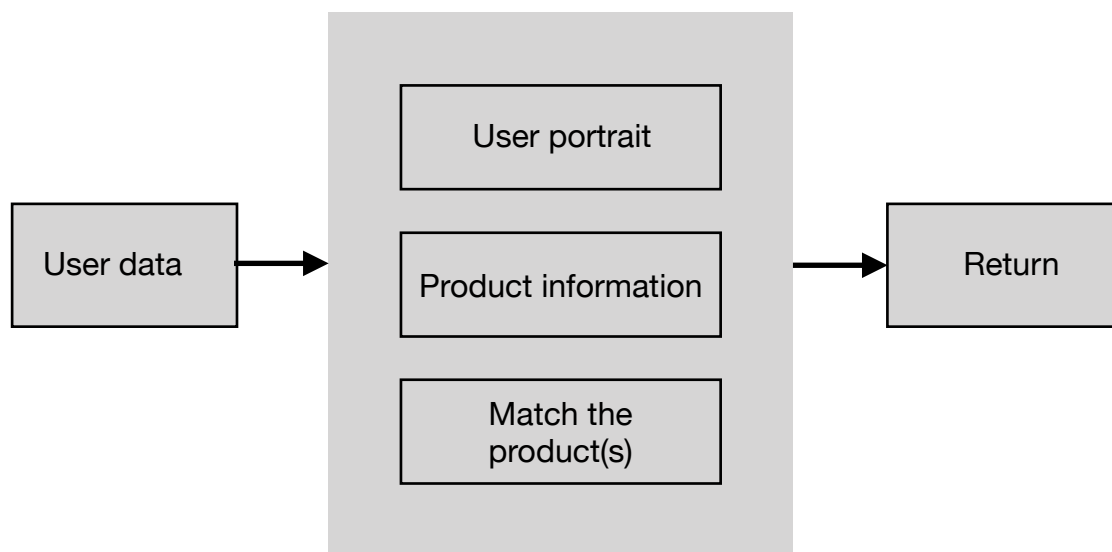 User data
User portrait
Product information
Match the
product(s)
Return